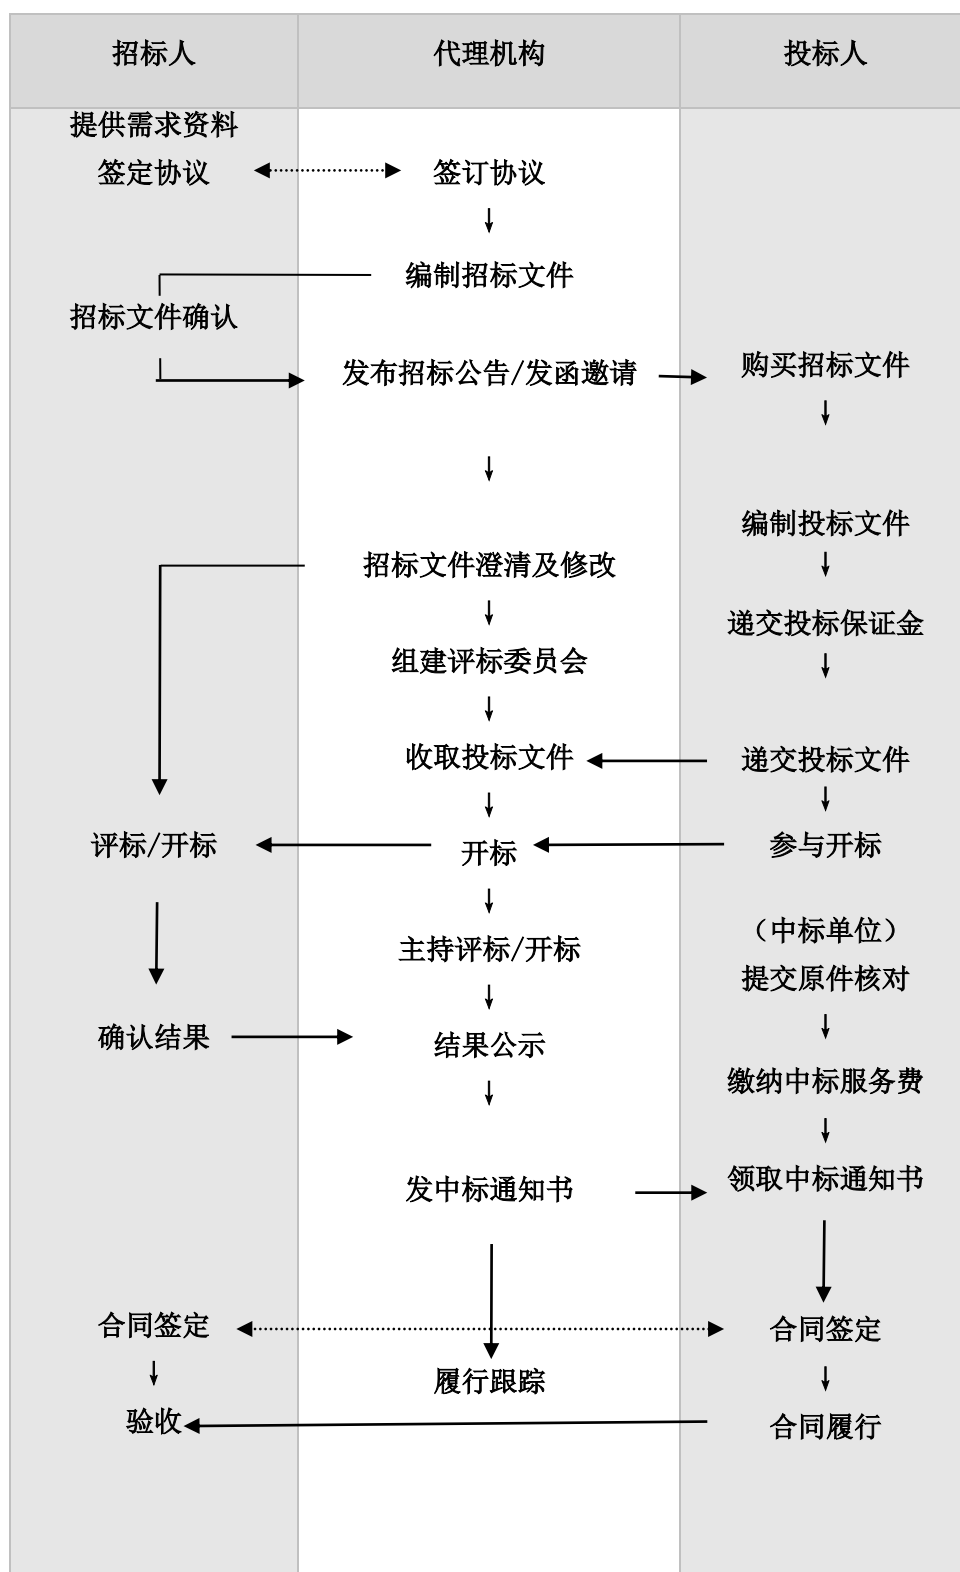 招标人
代理机构
投标人
提供需求资料
签定协议
签订协议
编制招标文件
招标文件确认
发布招标公告/发函邀请
购买招标文件
编制投标文件
招标文件澄清及修改
递交投标保证金
组建评标委员会
收取投标文件
递交投标文件
评标/开标
开标
参与开标
（中标单位）
主持评标/开标
提交原件核对
确认结果
结果公示
缴纳中标服务费
发中标通知书
领取中标通知书
合同签定
合同签定
履行跟踪
验收
合同履行